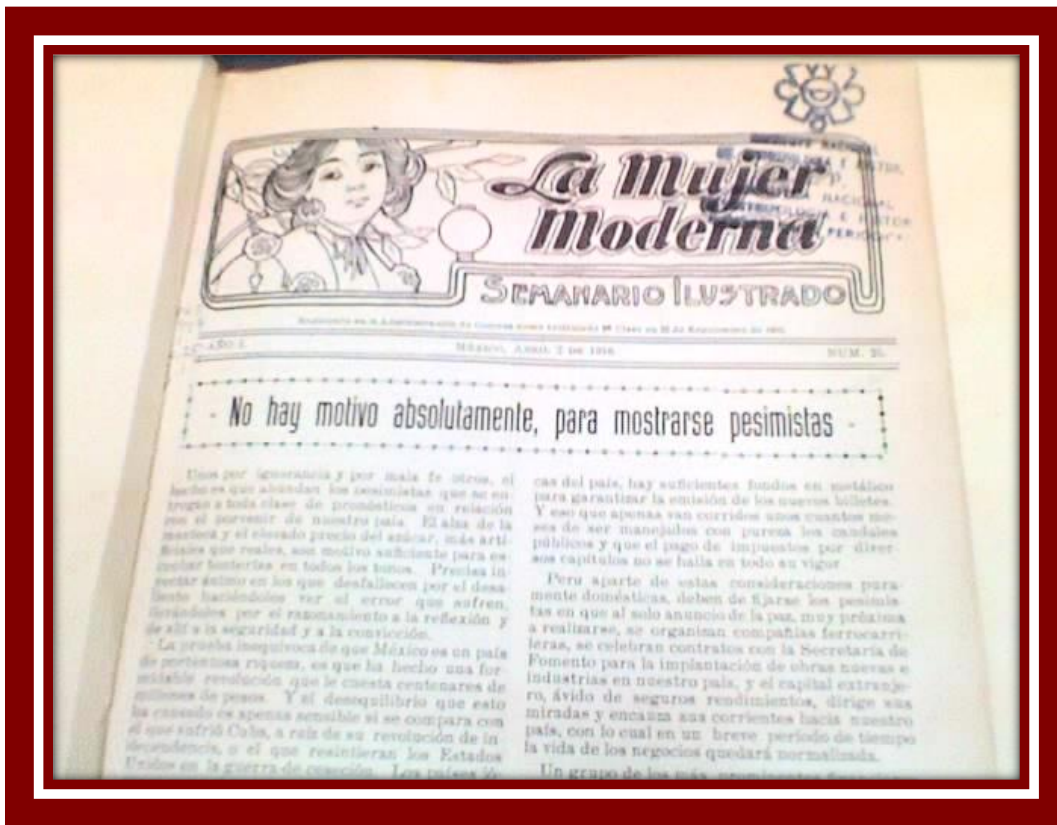 La Mujer
Moderna
SEMANARIO ILUSTRADO
AÑO I.
MÉXICO, ABRIL 2 DE 1916.
NUM. 
No hay motivo absolutamente, para mostrarse pesimistas
Unos por ignorancia y por mala fe otros, el
hecho es que abundan los pesimistas que se en-
tregan a toda clase de pronósticos en relación
con el porvenir de nuestro país. El alza de la
manteca y el elevado precio del azúcar, más arti-
ficiales que reales, son motivo suficiente para es-
cuchar tonterías en todos los tonos. Precisa in-
yectar ánimo en los que desfallecen por el desa-
liento haciéndoles ver el error que sufren,
llevándoles por el razonamiento a la reflexión y
de allí a la seguridad y a la convicción.
La prueba inequívoca de que México es un país
de portentosa riqueza, es que ha hecho una for-
midable revolución que le cuesta centenares de
millones de pesos. Y el desequilibrio que esto
ha causado es apenas sensible si se compara con
el que sufrió Cuba, a raíz de su revolución de in
dependencia, o el que resintieran los Estados
Unidos en la guerra de cesección. Los países
cas del país, hay suficientes fondos en metálico
para garantizar la emisión de los nuevos billetes.
Y eso que apenas van corridos unos cuantos me-
ses de ser manejados con pureza los caudales
públicos y que el pago de impuestos por diver-
sos capítulos no se halla en todo su vigor
Pero aparte de estas consideraciones pura-
mente domésticas, deben de fijarse los pesimis-
tas en que al solo anuncio de la paz, muy próxima
a realizarse, se organizan compañías ferrocarri-
leras, se celebran contratos con la Secretaría de
Fomento para la implantación de obras nuevas e
industrias en nuestro país, y el capital extranje-
ro, ávido de seguros rendimientos, dirige sus
miradas y encauza sus corrientes hacia nuestro
país, con lo cual en un breve período de tiempo
la vida de los negocios quedará normalizada.
Un grupo de los más prominentes